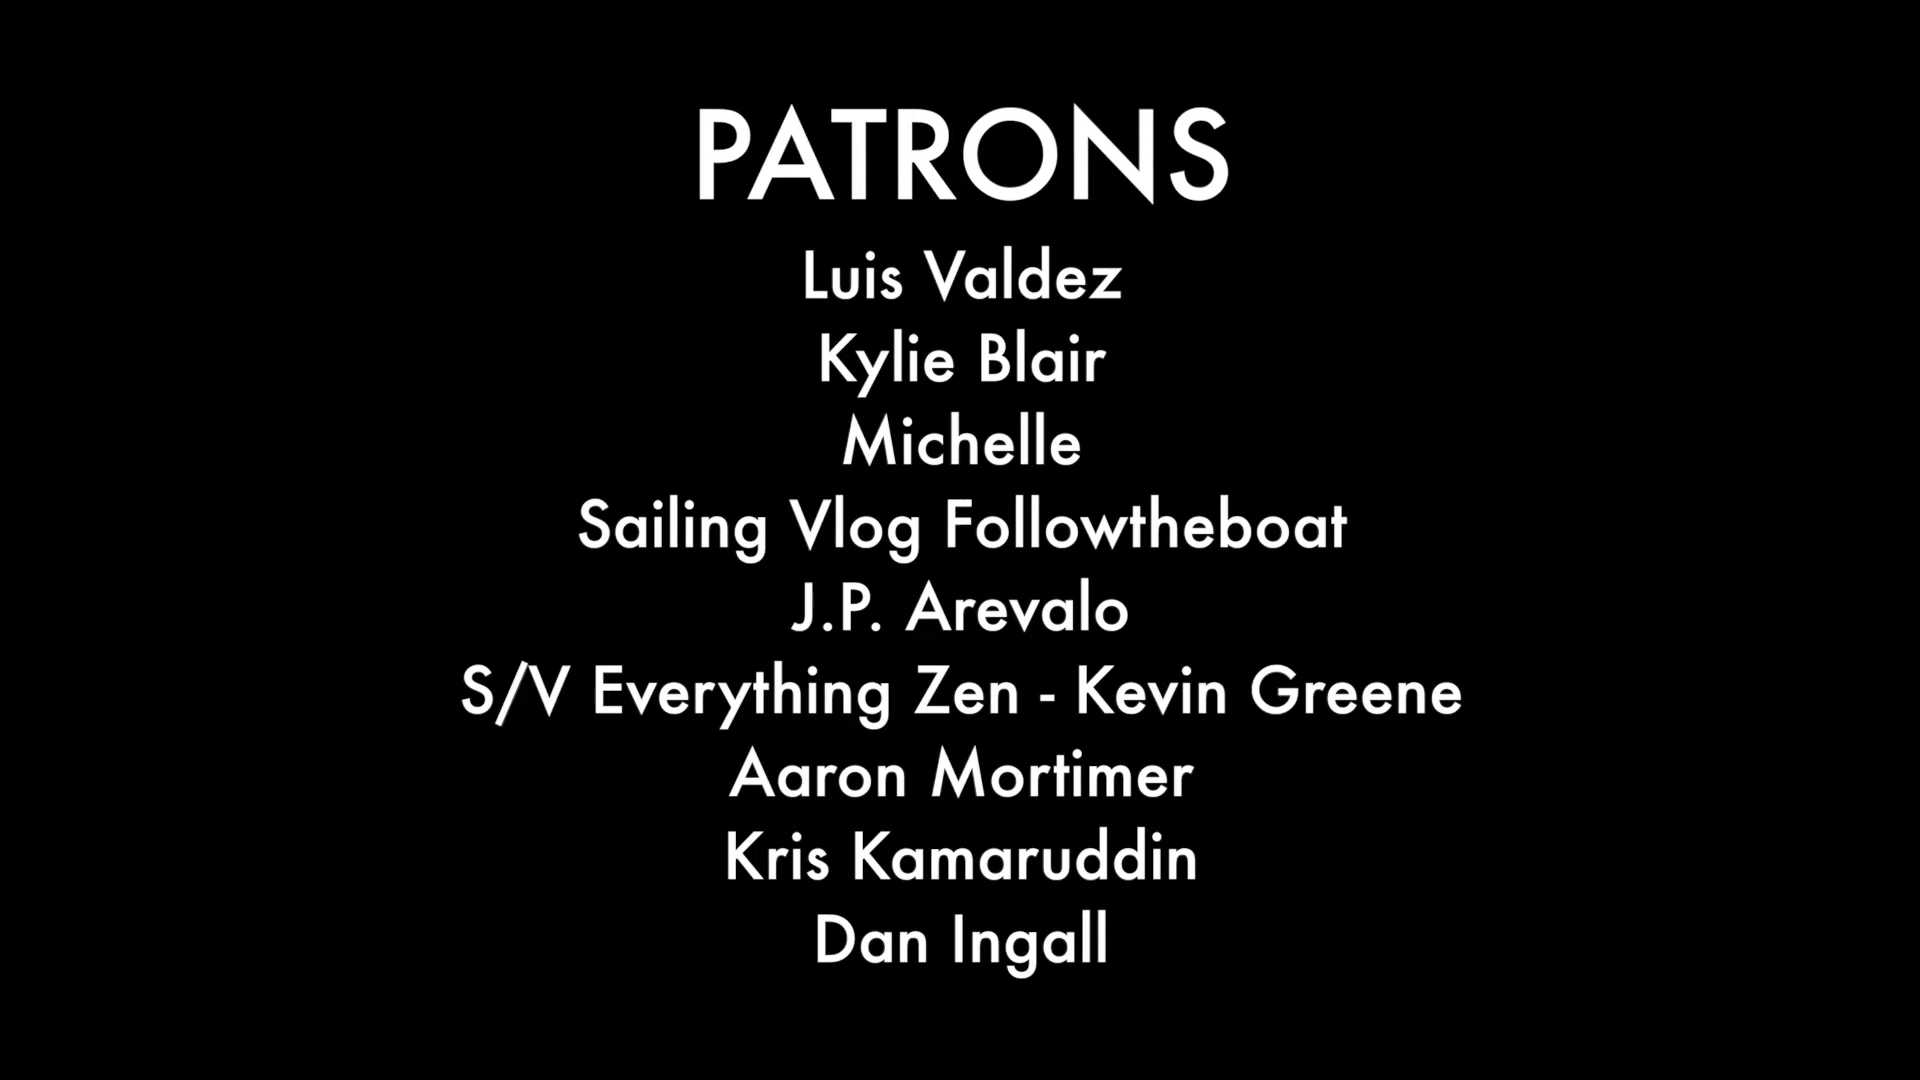 PATRONS
Luis Valdez
Kylie Blair
Michelle
Sailing Vlog Followtheboat
J.P. Arevalo
S/V Everything Zen - Kevin Greene
Aaron Mortimer
Kris Kamaruddin
Dan Ingall